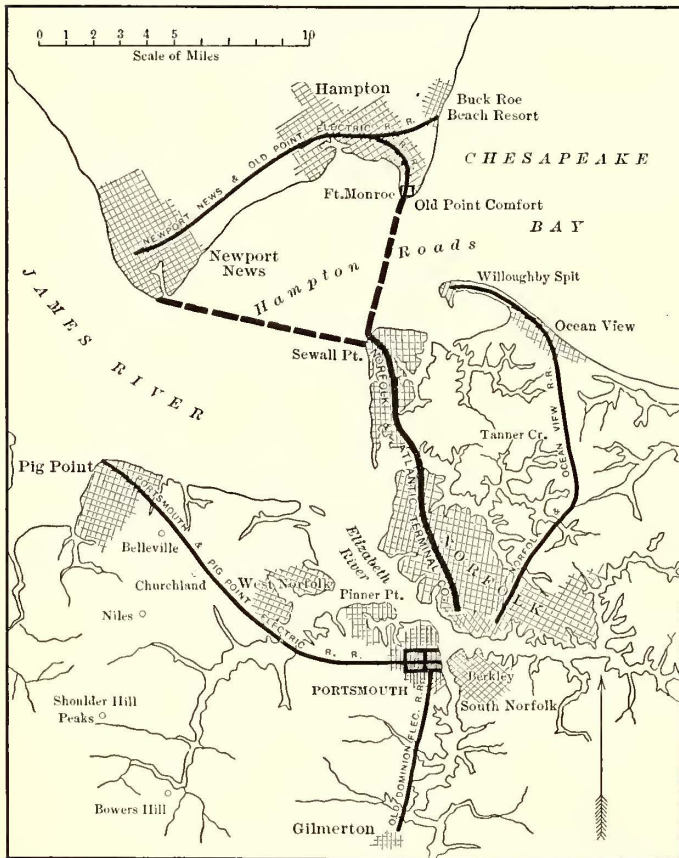 0 2 3 4 5 10
Scale of Miles
Hampton
Buck Roe
Beach Resort
CHESAPEAKE
NEWPORT NEWS & OLD POINT ELECTRIC R. R.
R. R.
Ft. Monroe
Old Point Comfort
BAY
Newport
News
Hampton Roads
Willoughby Spit
Ocean View
JAMES RIVER
Sewall Pt.
NORFOLK & ATLANTIC TERMINAL CO.
Tanner Cr.
NORFOLK & OCEAN VIEW R.R.
Pig Point
PORTSMOUTH & PIG POINT ELECTRIC R. R.
Belleville
Elizabeth
River
NORFOLK
Churchland
West Norfolk
Niles
Pinner Pt.
PORTSMOUTH
Berkley
South Norfolk
Shoulder Hill
Peaks
OLD DOMINION ELEC. R.R.
Bowers Hill
Gilmerton